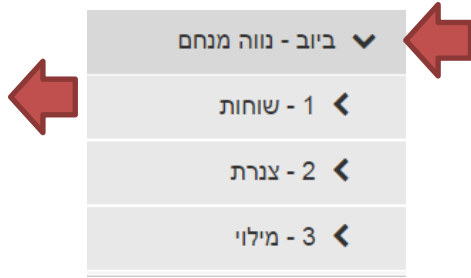 ביוב - נווה מנחם
1 - שוחות
2 - צנרת
3 - מילוי